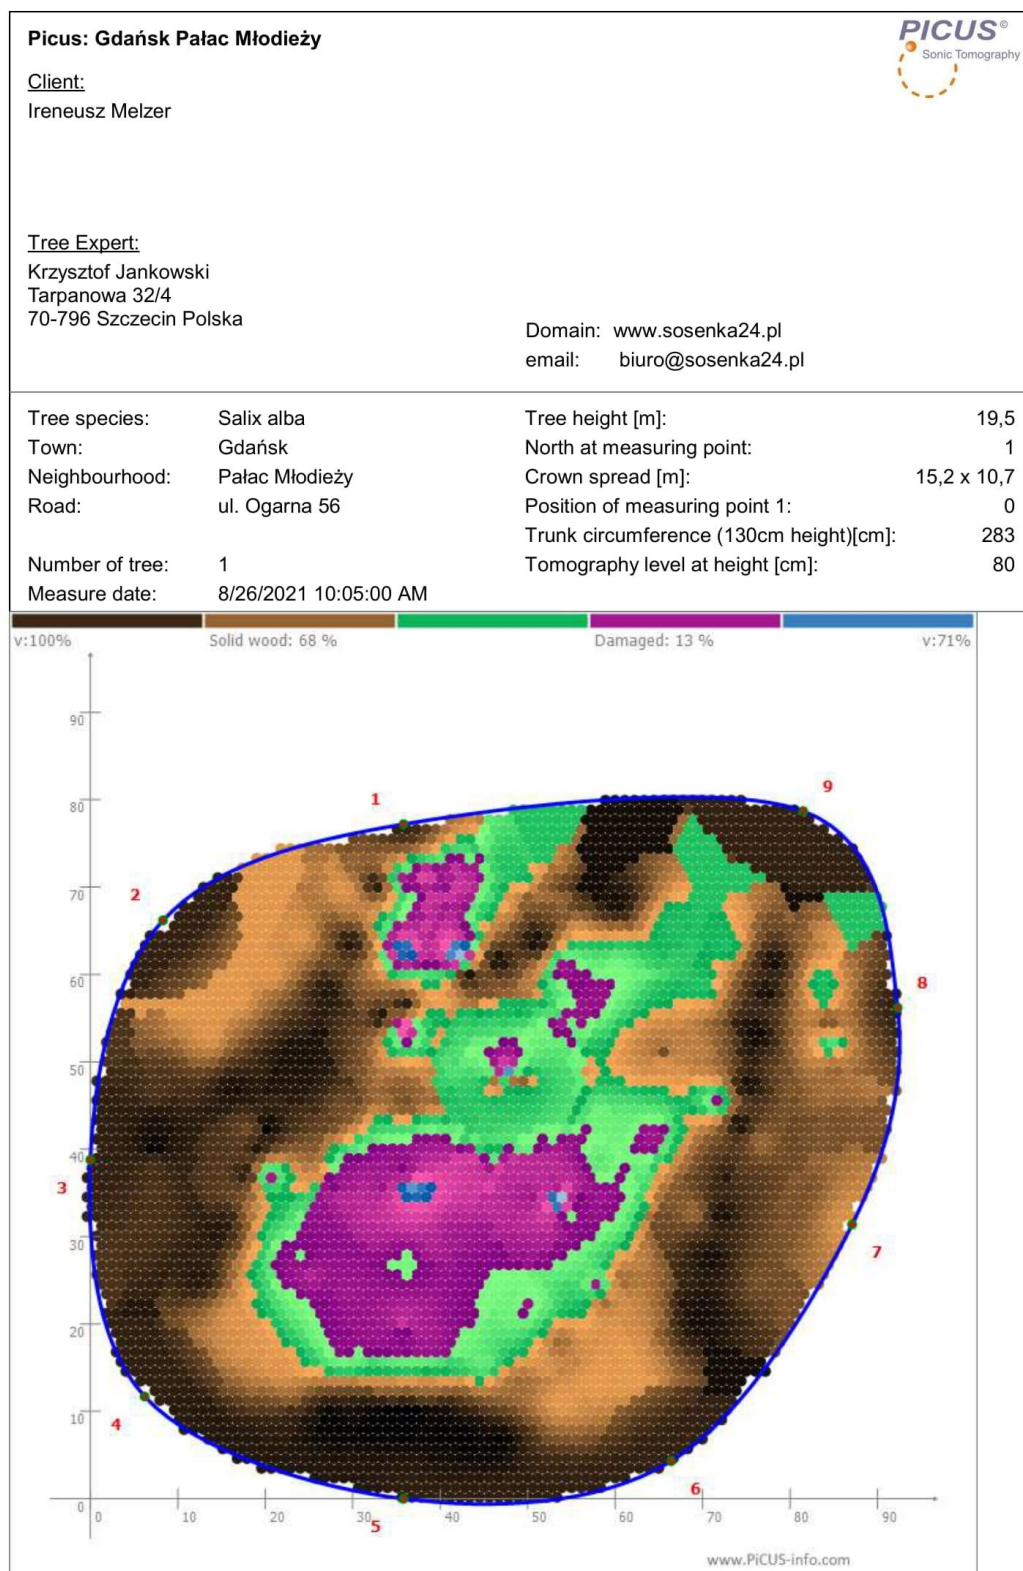 Picus: Gdańsk Pałac Młodieży
PICUS©
Sonic Tomography
Client:
Ireneusz Melzer
Tree Expert:
Krzysztof Jankowski
Tarpanowa 32/4
70-796 Szczecin Polska
Domain: www.sosenka24.pl
email: biuro@sosenka24.pl
Tree species: Salix alba Tree height [m]: 19,5
Town: Gdańsk North at measuring point: 1
Neighbourhood: Pałac Młodieży Crown spread [m]: 15,2 x 10,7
Road: ul. Ogarna 56 Position of measuring point 1: 0
Trunk circumference (130cm height)[cm]: 283
Number of tree: 1 Tomography level at height [cm]: 80
Measure date: 8/26/2021 10:05:00 AM
v:100% Solid wood: 68 % Damaged: 13 % v:71%
90
9
80
1
2
70
8
60
50
40
3
30
7
20
4
10
6
0
0 10 20 30 40 50 60 70 80 90
5
www.PiCUS-info.com